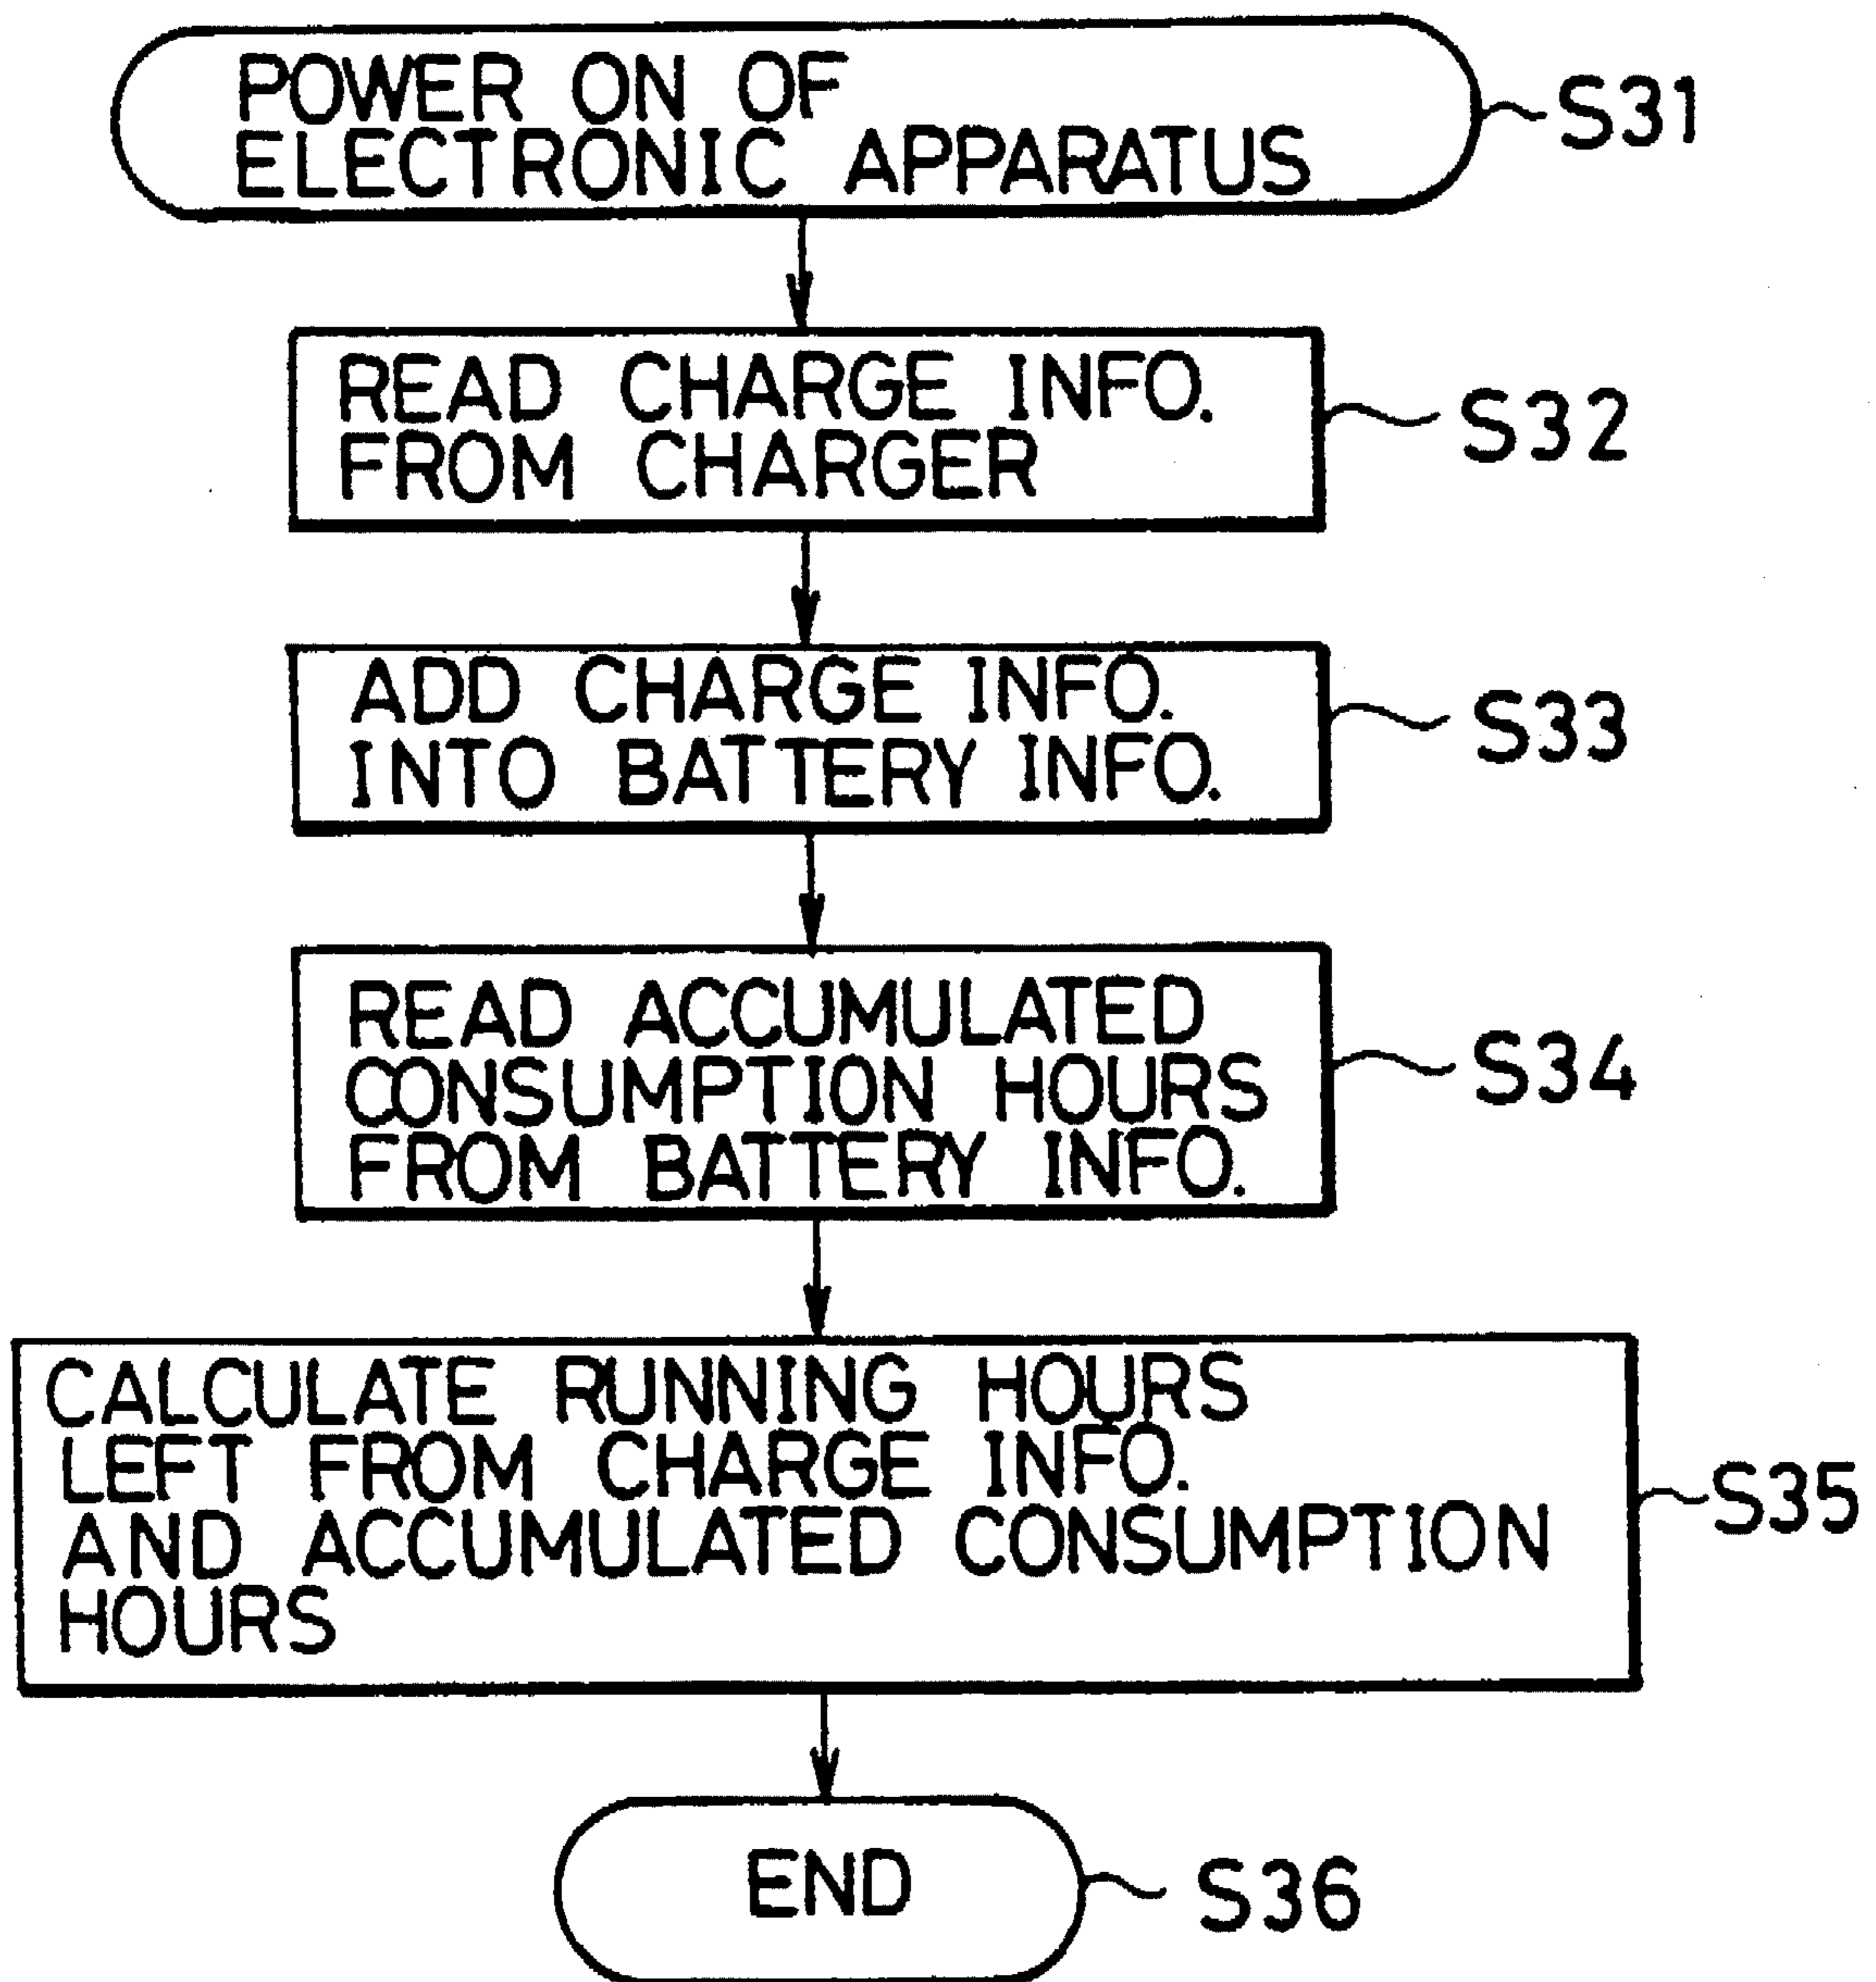 POWER ON OF
ELECTRONIC APPARATUS
S31
READ CHARGE INFO.
FROM CHARGER
S32
ADD CHARGE INFO.
INTO BATTERY INFO.
S33
READ ACCUMULATED
CONSUMPTION HOURS
FROM BATTERY INFO.
S34
CALCULATE RUNNING HOURS
LEFT FROM CHARGE INFO.
AND ACCUMULATED CONSUMPTION
HOURS
S35
END
S36